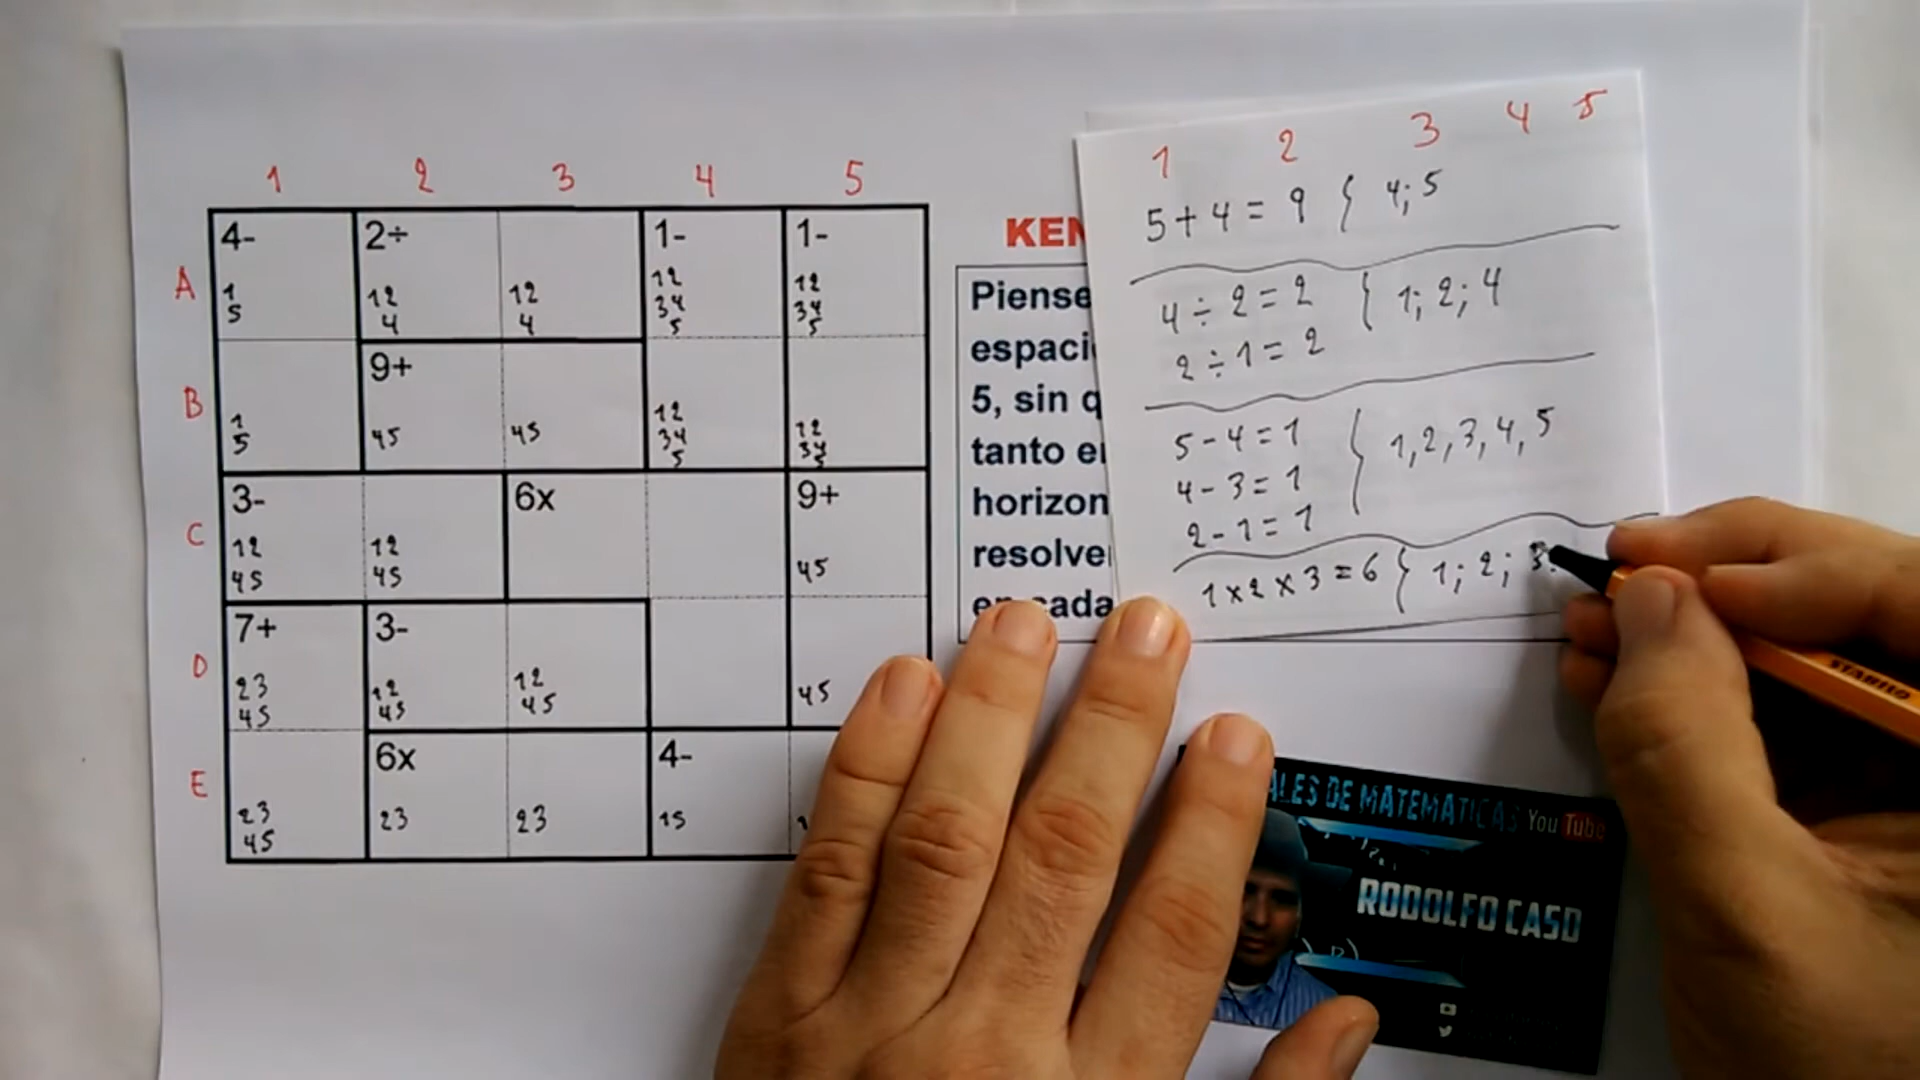 1 2 3 4 5
A 4- 2÷ 1- 1-
12 12
1 12 12 34 34
5 4 4 5 5
B 9+
1 45 45 12 12
5 34 34
5 5
C 3- 6x 9+
12 12 45
45 45
D 7+ 3-
23 12 12 45
45 45 45
E 6x 4-
23 23 23 15
45
KEN
Piense
espaci
5, sin q
tanto e
horizon
resolve
en cada
1 2 3 4 5
5+4=9 { 4;5
4÷2=2 { 1;2;4
2÷1=2
5-4=1 { 1,2,3,4,5
4-3=1
2-1=1
1x2x3=6 { 1;2;3
ALES DE MATEMATICAS You Tube
RODOLFO CASO
STABILO